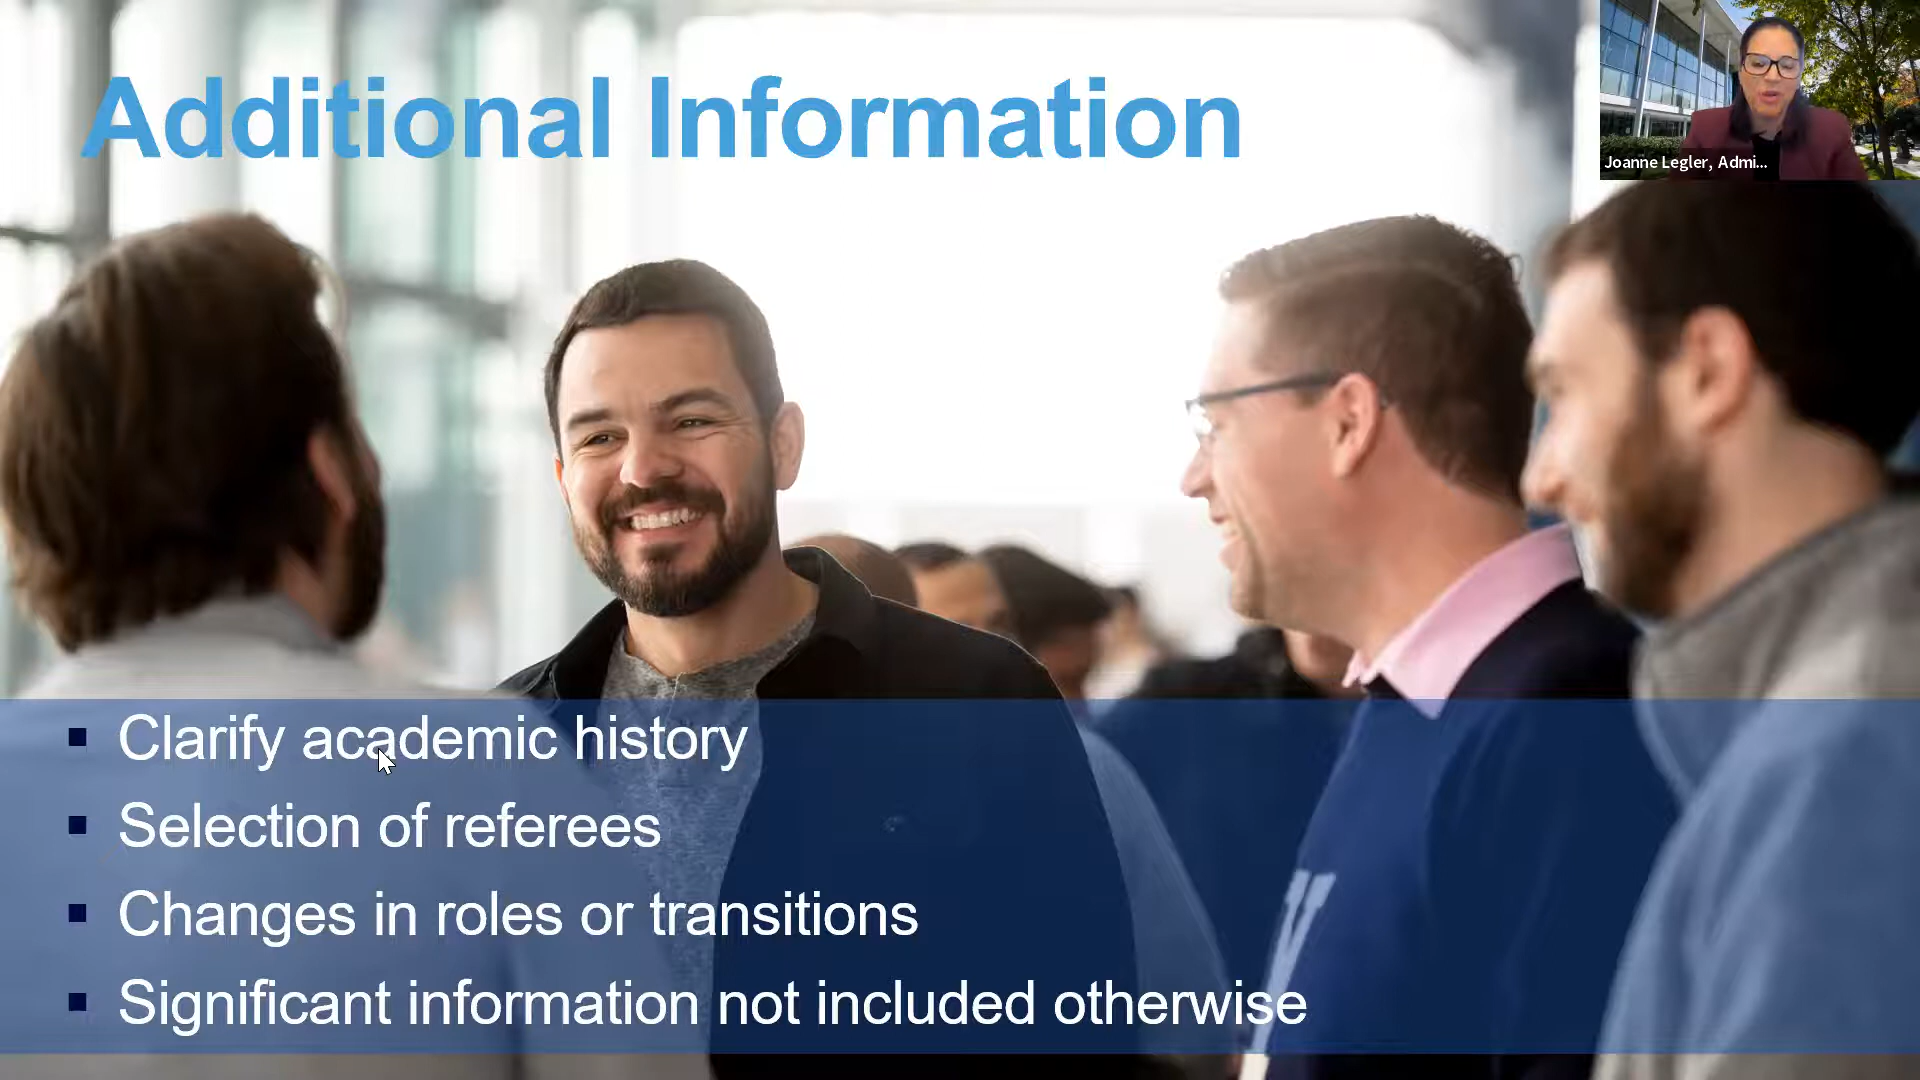 Additional Information
Joanne Legler, Admi...
▪ Clarify academic history
▪ Selection of referees
▪ Changes in roles or transitions
▪ Significant information not included otherwise